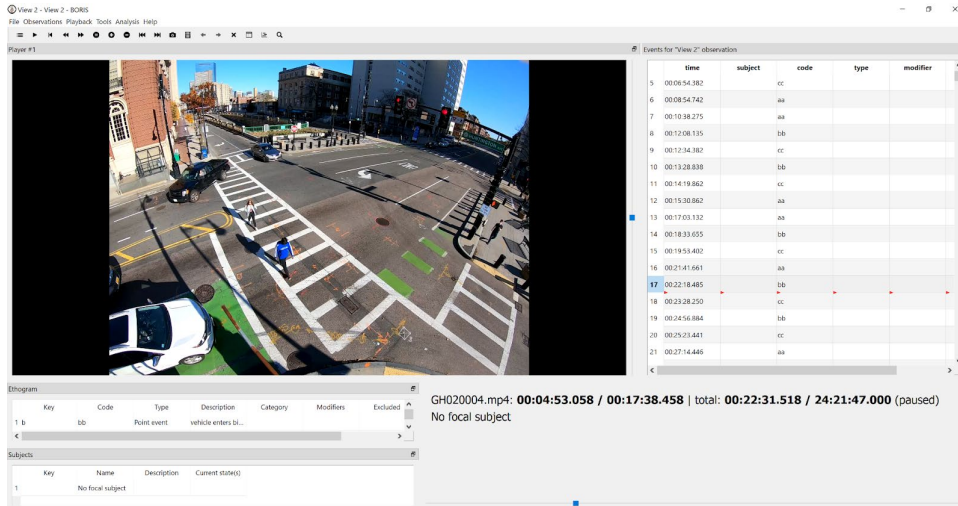 View 2 - View 2 - BORIS
File Observations Playback Tools Analysis Help
Player #1
Events for "View 2" observation
time subject code type modifier
5 00:06:54.382 cc
6 00:08:54.742 aa
7 00:10:38.275 aa
8 00:12:08.135 bb
9 00:12:34.382 cc
10 00:13:28.838 bb
11 00:14:19.862 cc
12 00:15:30.862 aa
13 00:17:03.132 aa
14 00:18:33.655 bb
15 00:19:53.402 cc
16 00:21:41.661 aa
17 00:22:18.485 bb
18 00:23:28.250 cc
19 00:24:56.884 bb
20 00:25:23.441 cc
21 00:27:14.446 aa
Ethogram
Key Code Type Description Category Modifiers Excluded
1 b bb Point event vehicle enters bi...
Subjects
Key Name Description Current state(s)
1 No focal subject
GH020004.mp4: 00:04:53.058 / 00:17:38.458 | total: 00:22:31.518 / 24:21:47.000 (paused)
No focal subject